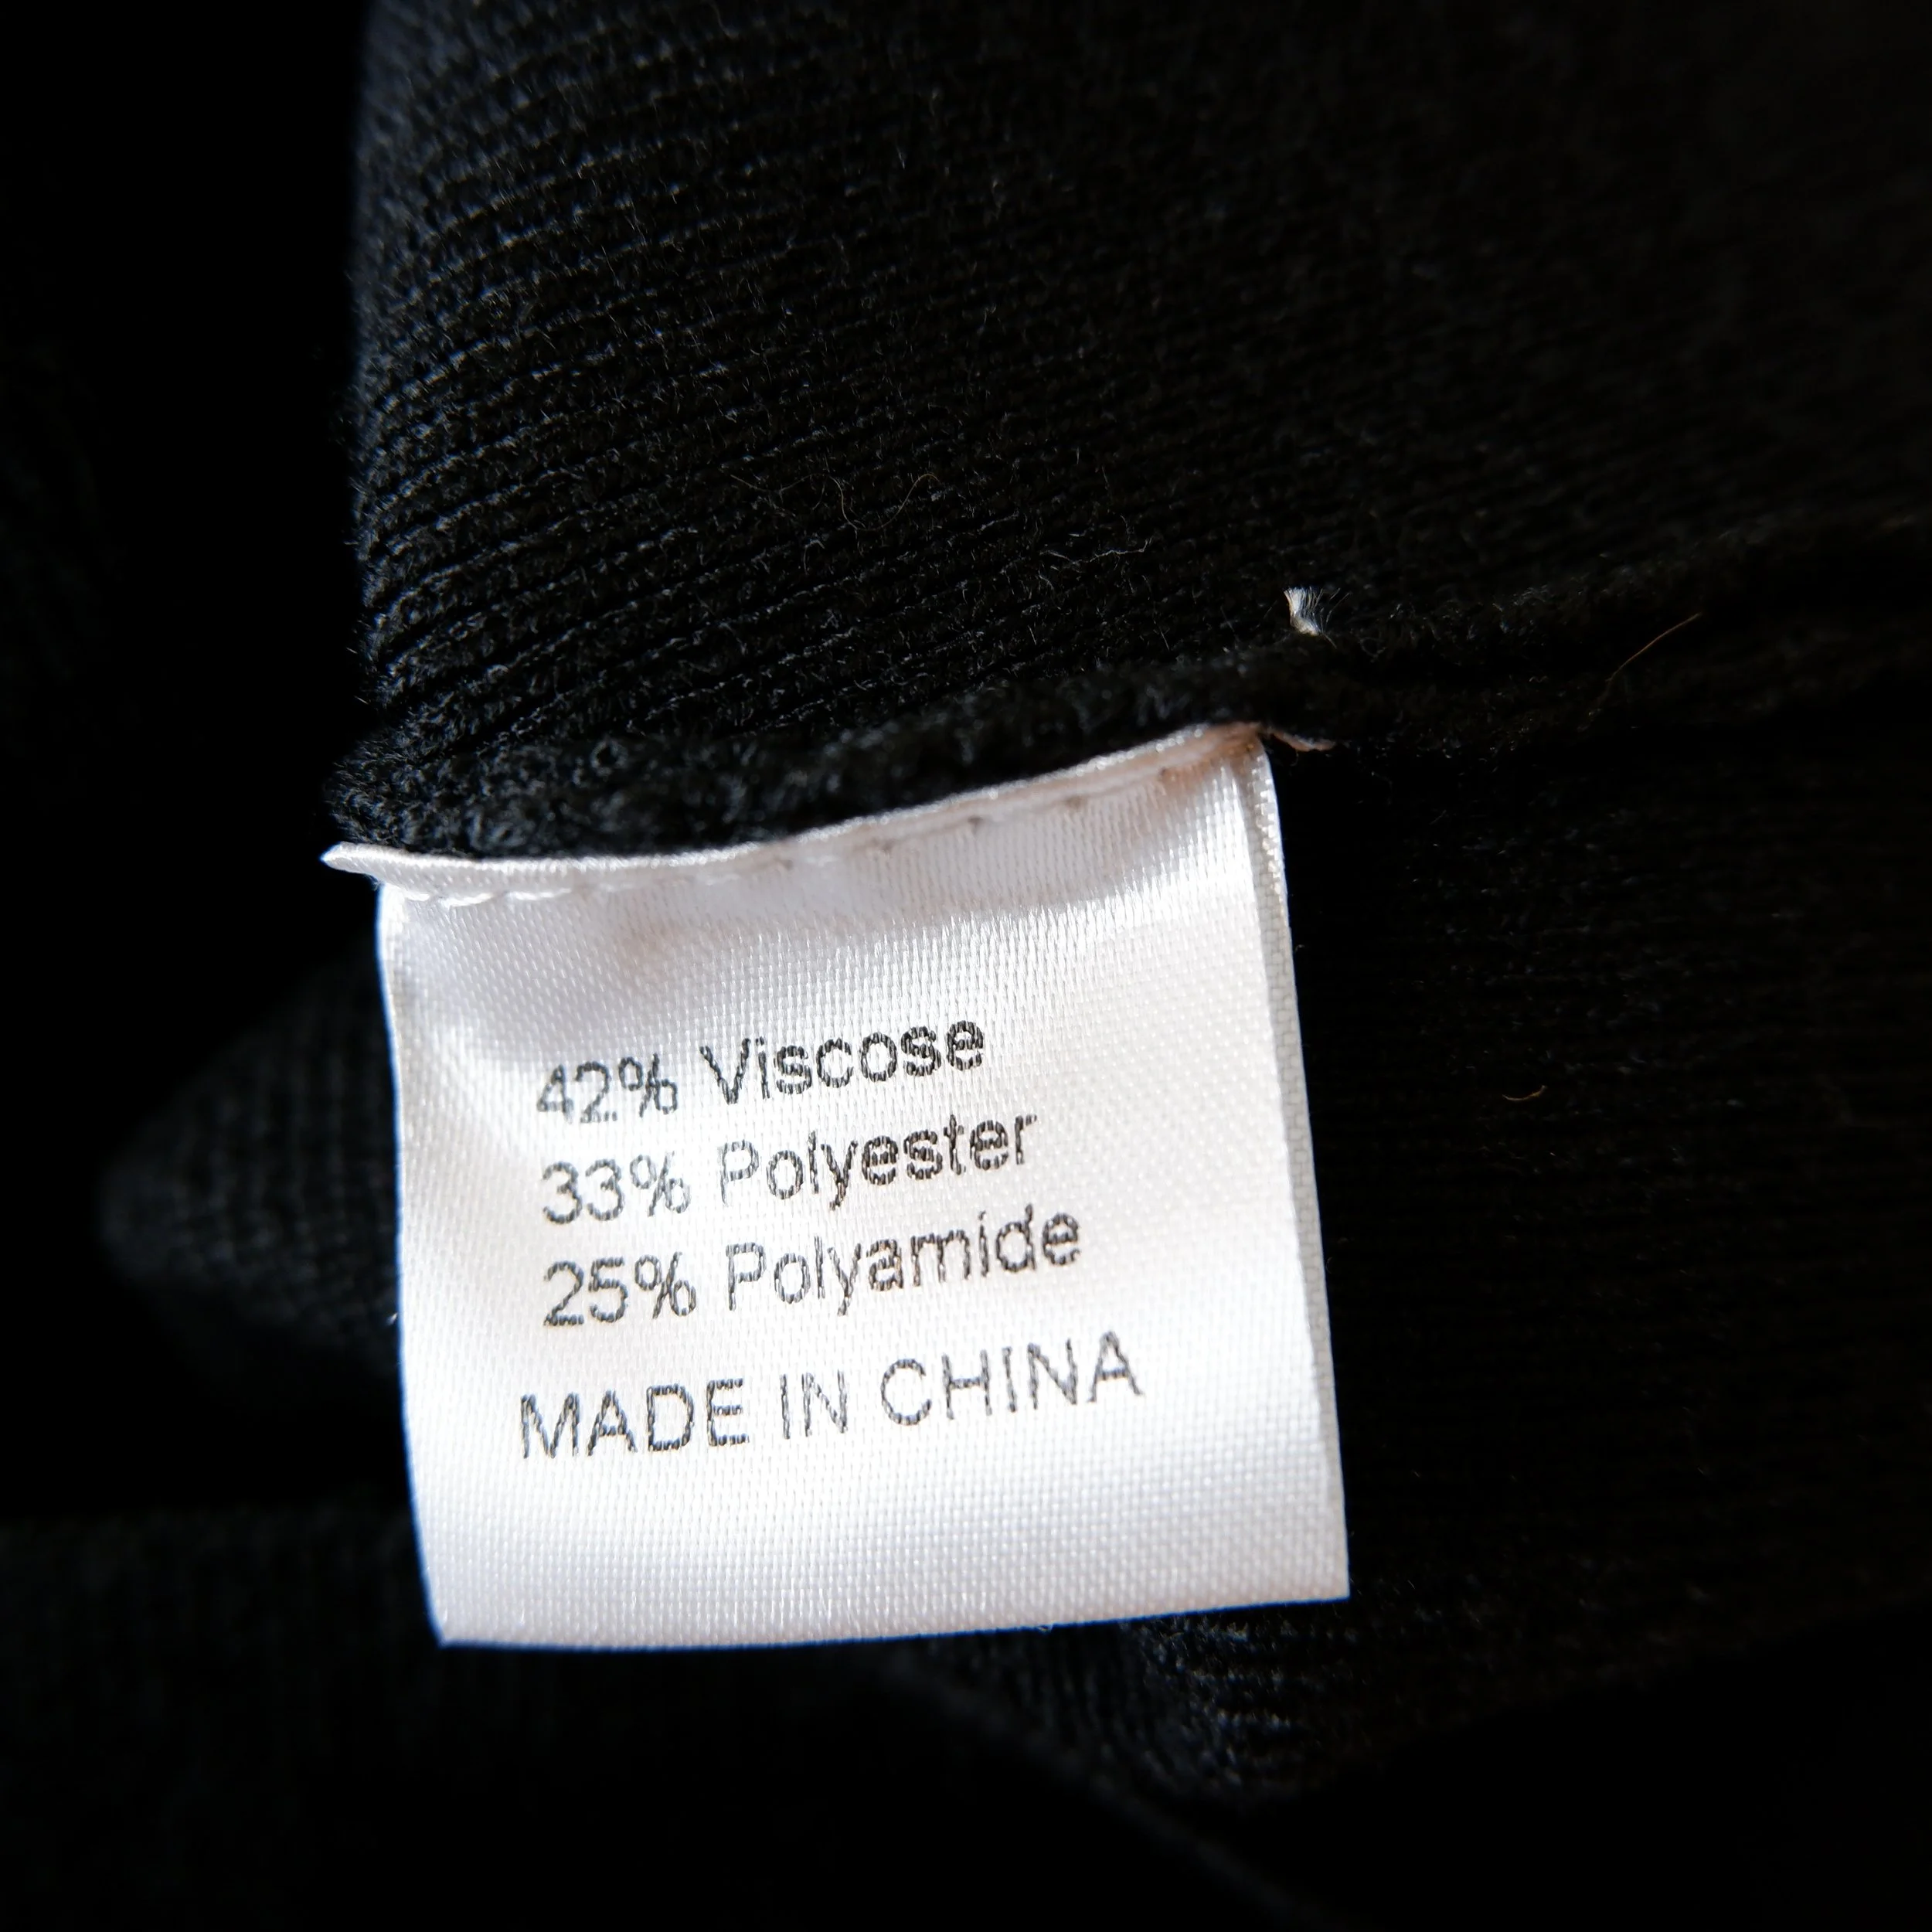 42% Viscose
33% Polyester
25% Polyamide
MADE IN CHINA